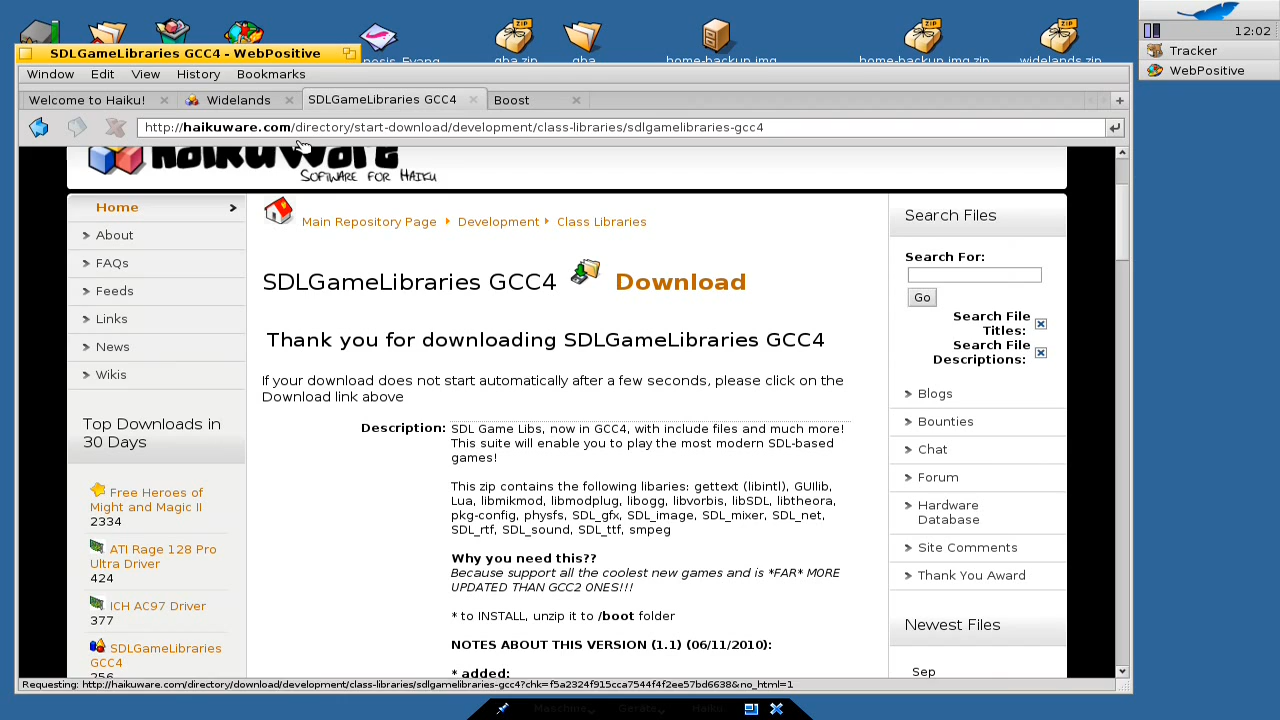 12:02
Tracker
WebPositive
gba.zip
gba
home-backup.img
home-backup.img.zip
widelands.zip
SDLGameLibraries GCC4 - WebPositive
Window Edit View History Bookmarks
Welcome to Haiku! Widelands SDLGameLibraries GCC4 Boost
http://haikuware.com/directory/start-download/development/class-libraries/sdlgamelibraries-gcc4
HaikuWare
SOFTWARE FOR HAIKU
Home
About
FAQs
Feeds
Links
News
Wikis
Top Downloads in
30 Days
Free Heroes of
Might and Magic II
2334
ATI Rage 128 Pro
Ultra Driver
424
ICH AC97 Driver
377
SDLGameLibraries
GCC4
256
Main Repository Page Development Class Libraries
SDLGameLibraries GCC4 Download
Thank you for downloading SDLGameLibraries GCC4
If your download does not start automatically after a few seconds, please click on the
Download link above
Description: SDL Game Libs, now in GCC4, with include files and much more!
This suite will enable you to play the most modern SDL-based
games!
This zip contains the following libaries: gettext (libintl), GUIlib,
Lua, libmikmod, libmodplug, libogg, libvorbis, libSDL, libtheora,
pkg-config, physfs, SDL_gfx, SDL_image, SDL_mixer, SDL_net,
SDL_rtf, SDL_sound, SDL_ttf, smpeg
Why you need this??
Because support all the coolest new games and is *FAR* MORE
UPDATED THAN GCC2 ONES!!!
* to INSTALL, unzip it to /boot folder
NOTES ABOUT THIS VERSION (1.1) (06/11/2010):
* added:
Search Files
Search For:
Go
Search File
Titles:
Search File
Descriptions:
Blogs
Bounties
Chat
Forum
Hardware
Database
Site Comments
Thank You Award
Newest Files
Sep
Requesting: http://haikuware.com/directory/download/development/class-libraries/sdlgamelibraries-gcc4?chk=f5a2324f915cca7544f4f2ee57bd6638&no_html=1
Maschine Geräte Haiku